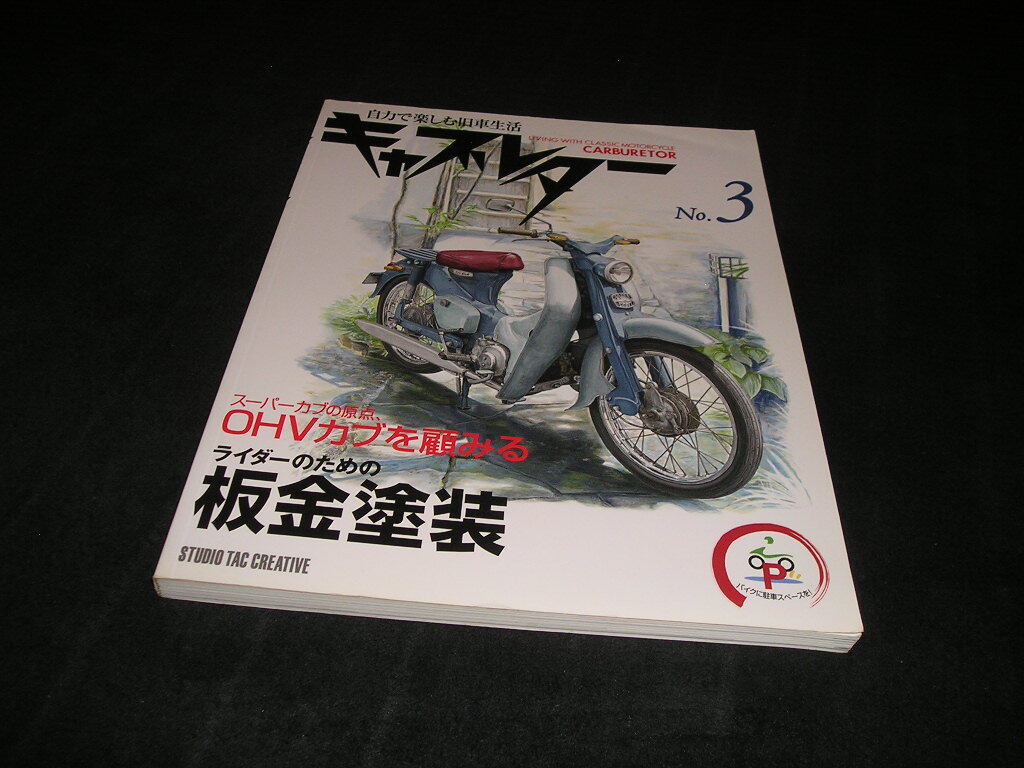 自力で楽しむ旧車生活
キャブレター
LIVING WITH CLASSIC MOTORCYCLE
CARBURETOR
No.3
スーパーカブの原点、
OHVカブを顧みる
ライダーのための
板金塗装
STUDIO TAC CREATIVE
P
バイクに駐車スペースを!